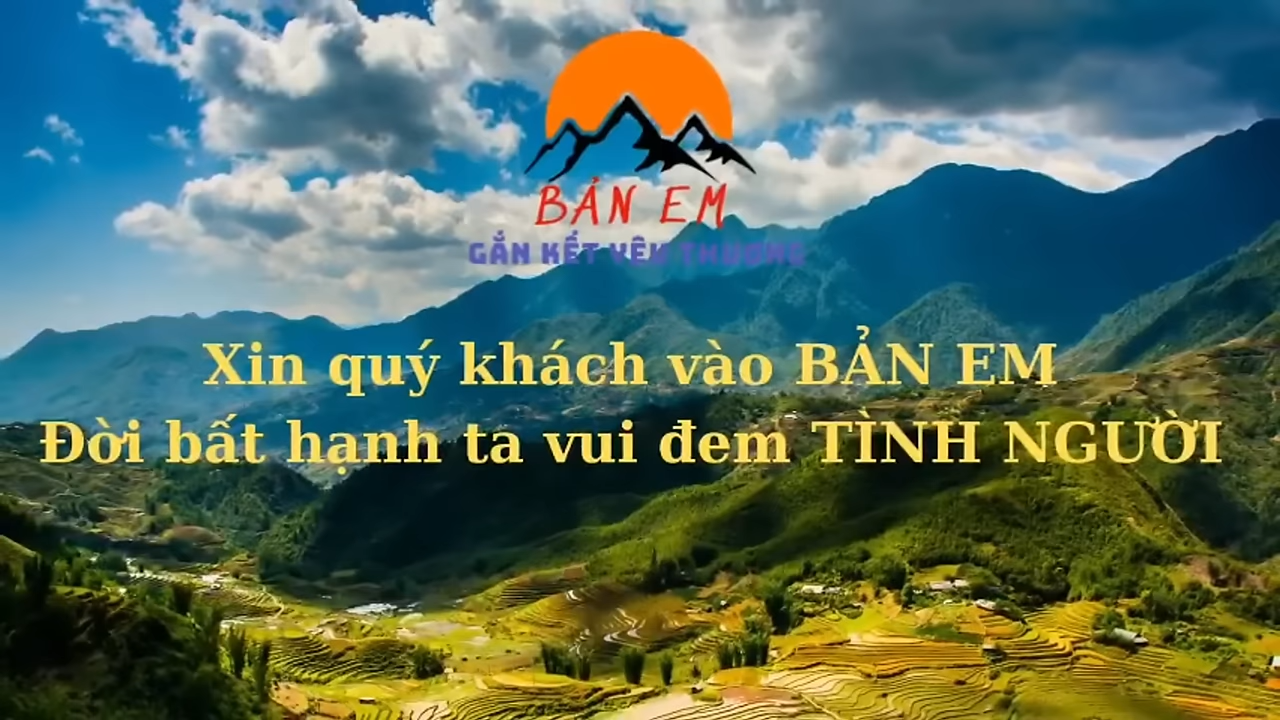 BẢN EM
GẮN KẾT YÊU THƯƠNG
Xin quý khách vào BẢN EM
Đời bất hạnh ta vui đem TÌNH NGƯỜI